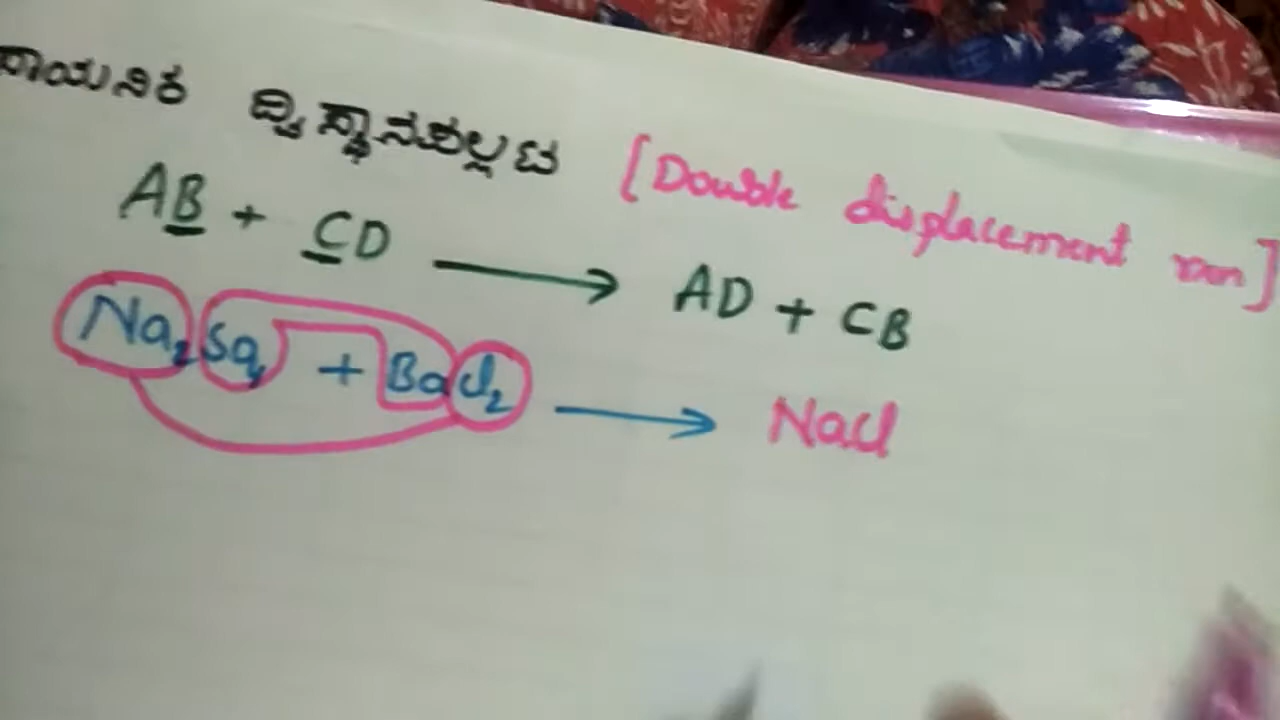 ದ್ವಿಸ್ಥಾನಪಲ್ಲಟ [Double displacement rxn]
AB + CD → AD + CB
Na₂SO₄ + BaCl₂ → NaCl